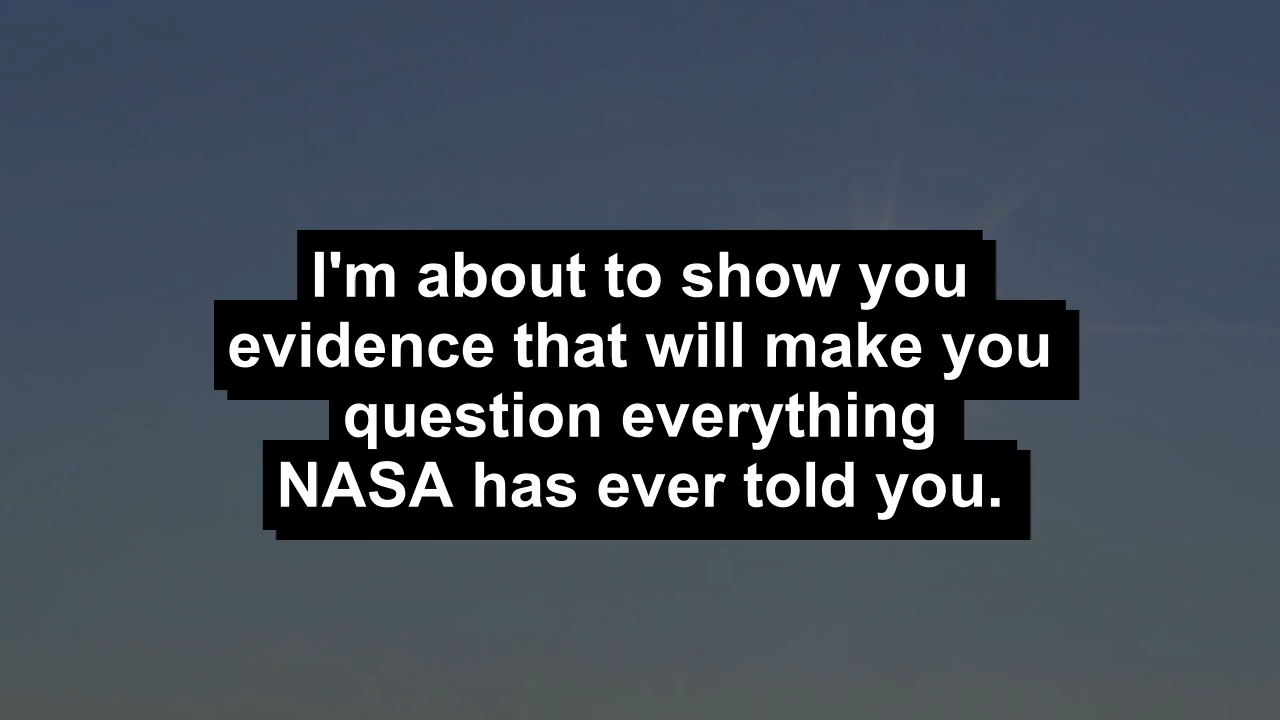 I'm about to show you
evidence that will make you
question everything
NASA has ever told you.